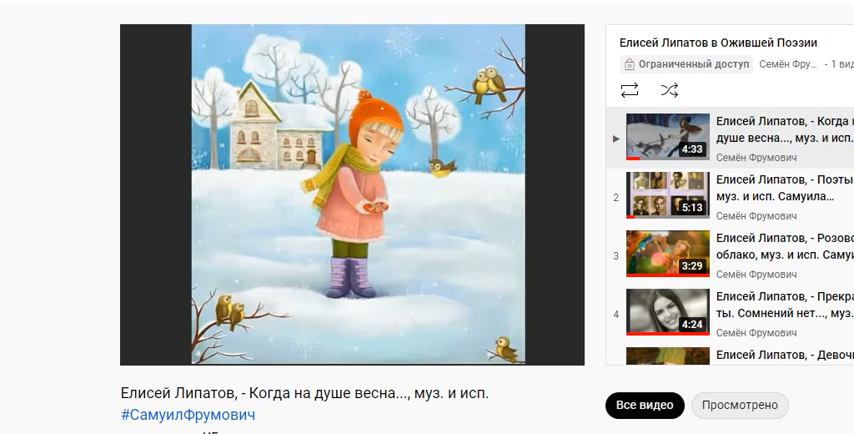 Елисей Липатов в Ожившей Поэзии
Ограниченный доступ Семён Фру... - 1 вид
Елисей Липатов, - Когда н
душе весна..., муз. и исп.
4:33
Семён Фрумович
2
Елисей Липатов, - Поэты
муз. и исп. Самуила...
5:13
Семён Фрумович
3
Елисей Липатов, - Розово
облако, муз. и исп. Самуи
3:29
Семён Фрумович
4
Елисей Липатов, - Прекра
ты. Сомнений нет..., муз.
4:24
Семён Фрумович
Елисей Липатов, - Девочк
Елисей Липатов, - Когда на душе весна..., муз. и исп.
#СамуилФрумович
Все видео Просмотрено